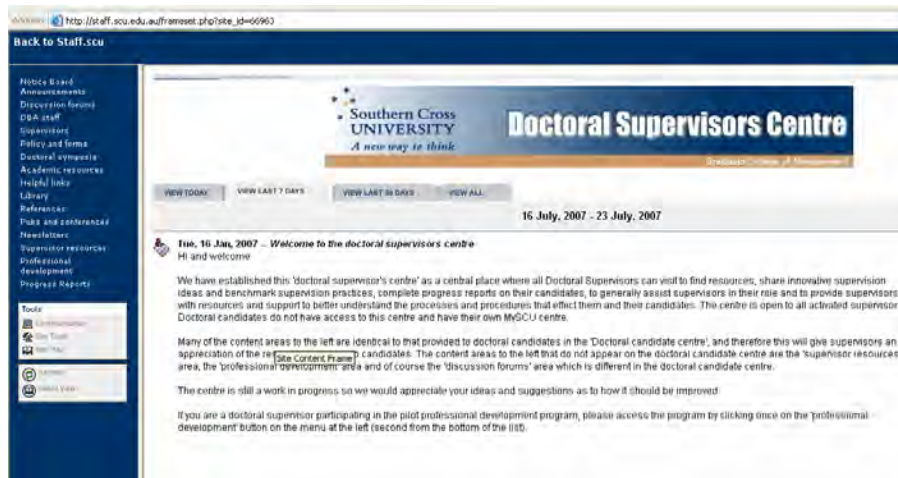 http://staff.scu.edu.au/frameset.php?site_id=66963
Back to Staff.scu
Notice Board
Announcements
Discussion forums
DBA staff
Supervisors
Policy and forms
Doctoral symposia
Academic resources
Helpful links
Library
References
Pubs and conferences
Newsletters
Supervisor resources
Professional
development
Progress Reports
Tools
Southern Cross
UNIVERSITY
A new way to think
Doctoral Supervisors Centre
Graduate College of Management
VIEW TODAY
VIEW LAST 7 DAYS
VIEW LAST 30 DAYS
VIEW ALL
16 July, 2007 - 23 July, 2007
Tue, 16 Jan, 2007 -- Welcome to the doctoral supervisors centre
Hi and welcome
We have established this 'doctoral supervisor's centre' as a central place where all Doctoral Supervisors can visit to find resources, share innovative supervision
ideas and benchmark supervision practices, complete progress reports on their candidates, to generally assist supervisors in their role and to provide supervisors
with resources and support to better understand the processes and procedures that effect them and their candidates. The centre is open to all activated supervisor
Doctoral candidates do not have access to this centre and have their own MySCU centre.
Many of the content areas to the left are identical to that provided to doctoral candidates in the 'Doctoral candidate centre', and therefore this will give supervisors an
appreciation of the candidates. The content areas to the left that do not appear on the doctoral candidate centre are the 'supervisor resources
Site Content Frame
area, the 'professional development' area and of course the 'discussion forums' area which is different in the doctoral candidate centre.
The centre is still a work in progress so we would appreciate your ideas and suggestions as to how it should be improved
If you are a doctoral supervisor participating in the pilot professional development program, please access the program by clicking once on the 'professional
development' button on the menu at the left (second from the bottom of the list).